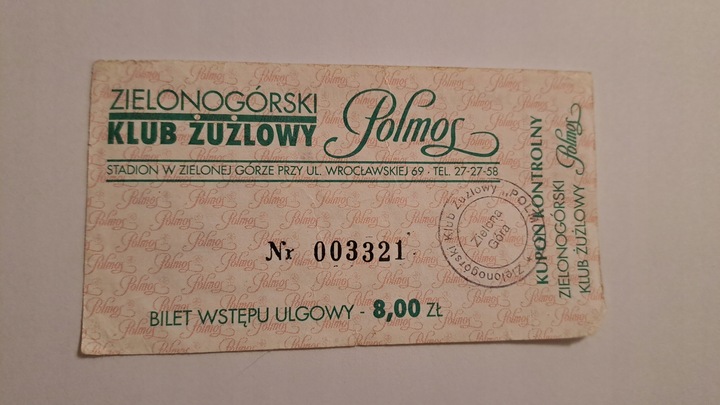 ZIELONOGÓRSKI
KLUB ŻUŻLOWY
Polmos
STADION W ZIELONEJ GÓRZE PRZY UL. WROCŁAWSKIEJ 69 - TEL. 27-27-58
Nr 003321
BILET WSTĘPU ULGOWY - 8,00 ZŁ
Zielonogórski Klub Żużlowy
Zielona
Góra
KUPON KONTROLNY
ZIELONOGÓRSKI
KLUB ŻUŻLOWY Polmos